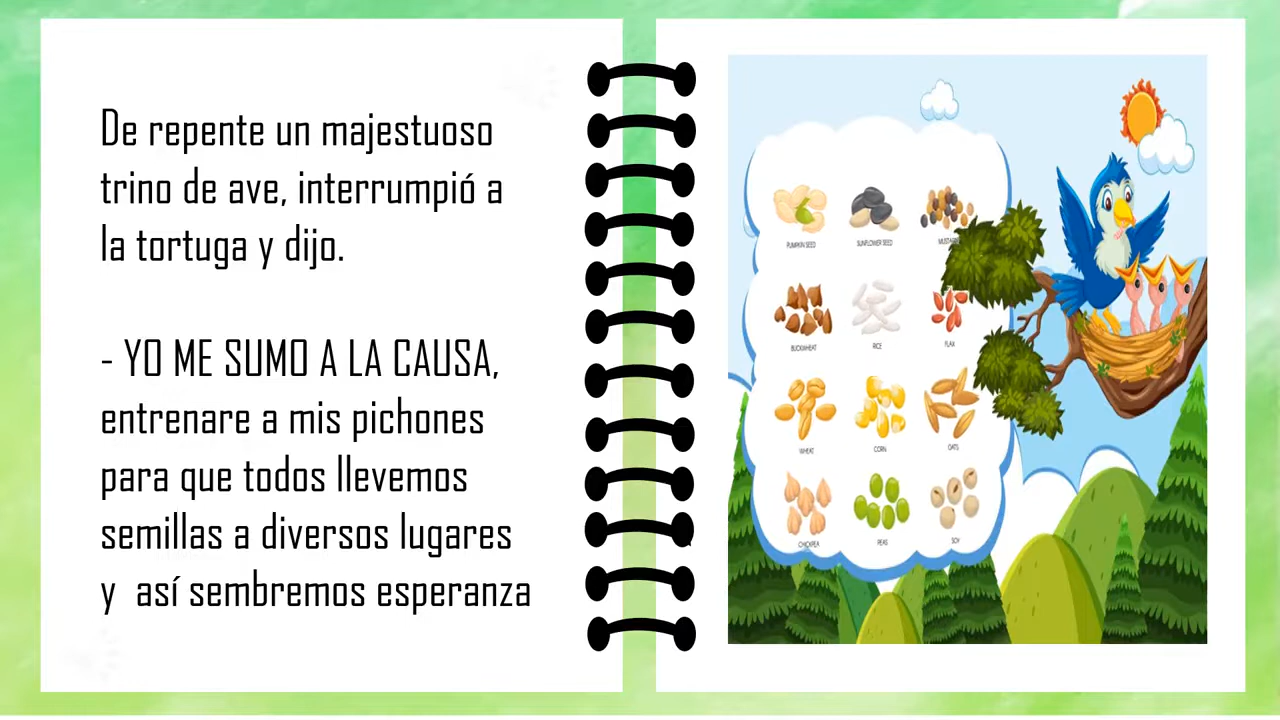 De repente un majestuoso
trino de ave, interrumpió a
la tortuga y dijo.
- YO ME SUMO A LA CAUSA,
entrenare a mis pichones
para que todos llevemos
semillas a diversos lugares
y así sembremos esperanza
PUMPKIN SEED
SUNFLOWER SEED
BUCKWHEAT
RICE
FLAX
WHEAT
CORN
OATS
CHICKPEA
PEAS
SOY